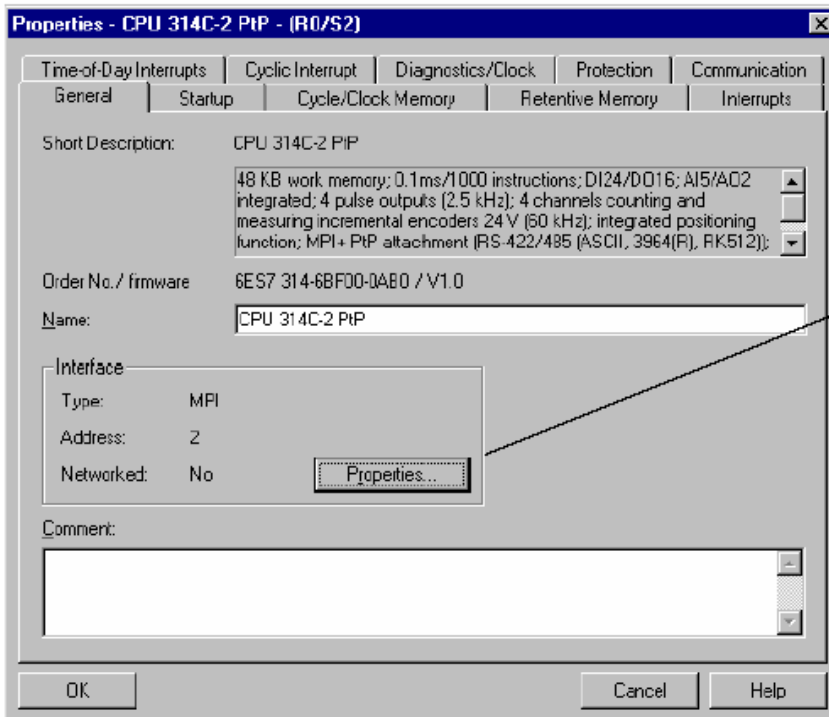 Properties - CPU 314C-2 PtP - (R0/S2)
Time-of-Day Interrupts Cyclic Interrupt Diagnostics/Clock Protection Communication
General Startup Cycle/Clock Memory Retentive Memory Interrupts
Short Description: CPU 314C-2 PtP
48 KB work memory; 0.1ms/1000 instructions; DI24/DO16; AI5/AO2
integrated; 4 pulse outputs (2.5 kHz); 4 channels counting and
measuring incremental encoders 24 V (60 kHz); integrated positioning
function; MPI+ PtP attachment (RS-422/485 (ASCII, 3964(R), RK512));
Order No./ firmware 6ES7 314-6BF00-0AB0 / V1.0
Name: CPU 314C-2 PtP
Interface
Type: MPI
Address: 2
Networked: No Properties...
Comment:
OK Cancel Help